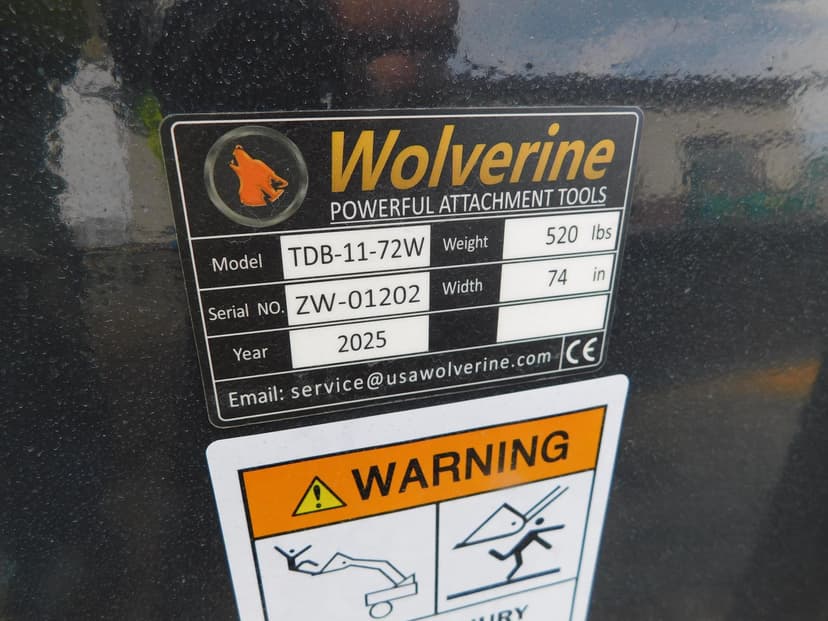 Wolverine
POWERFUL ATTACHMENT TOOLS
Model TDB-11-72W Weight 520 lbs
Serial NO. ZW-01202 Width 74 in
Year 2025
Email: service@usawolverine.com CE
WARNING